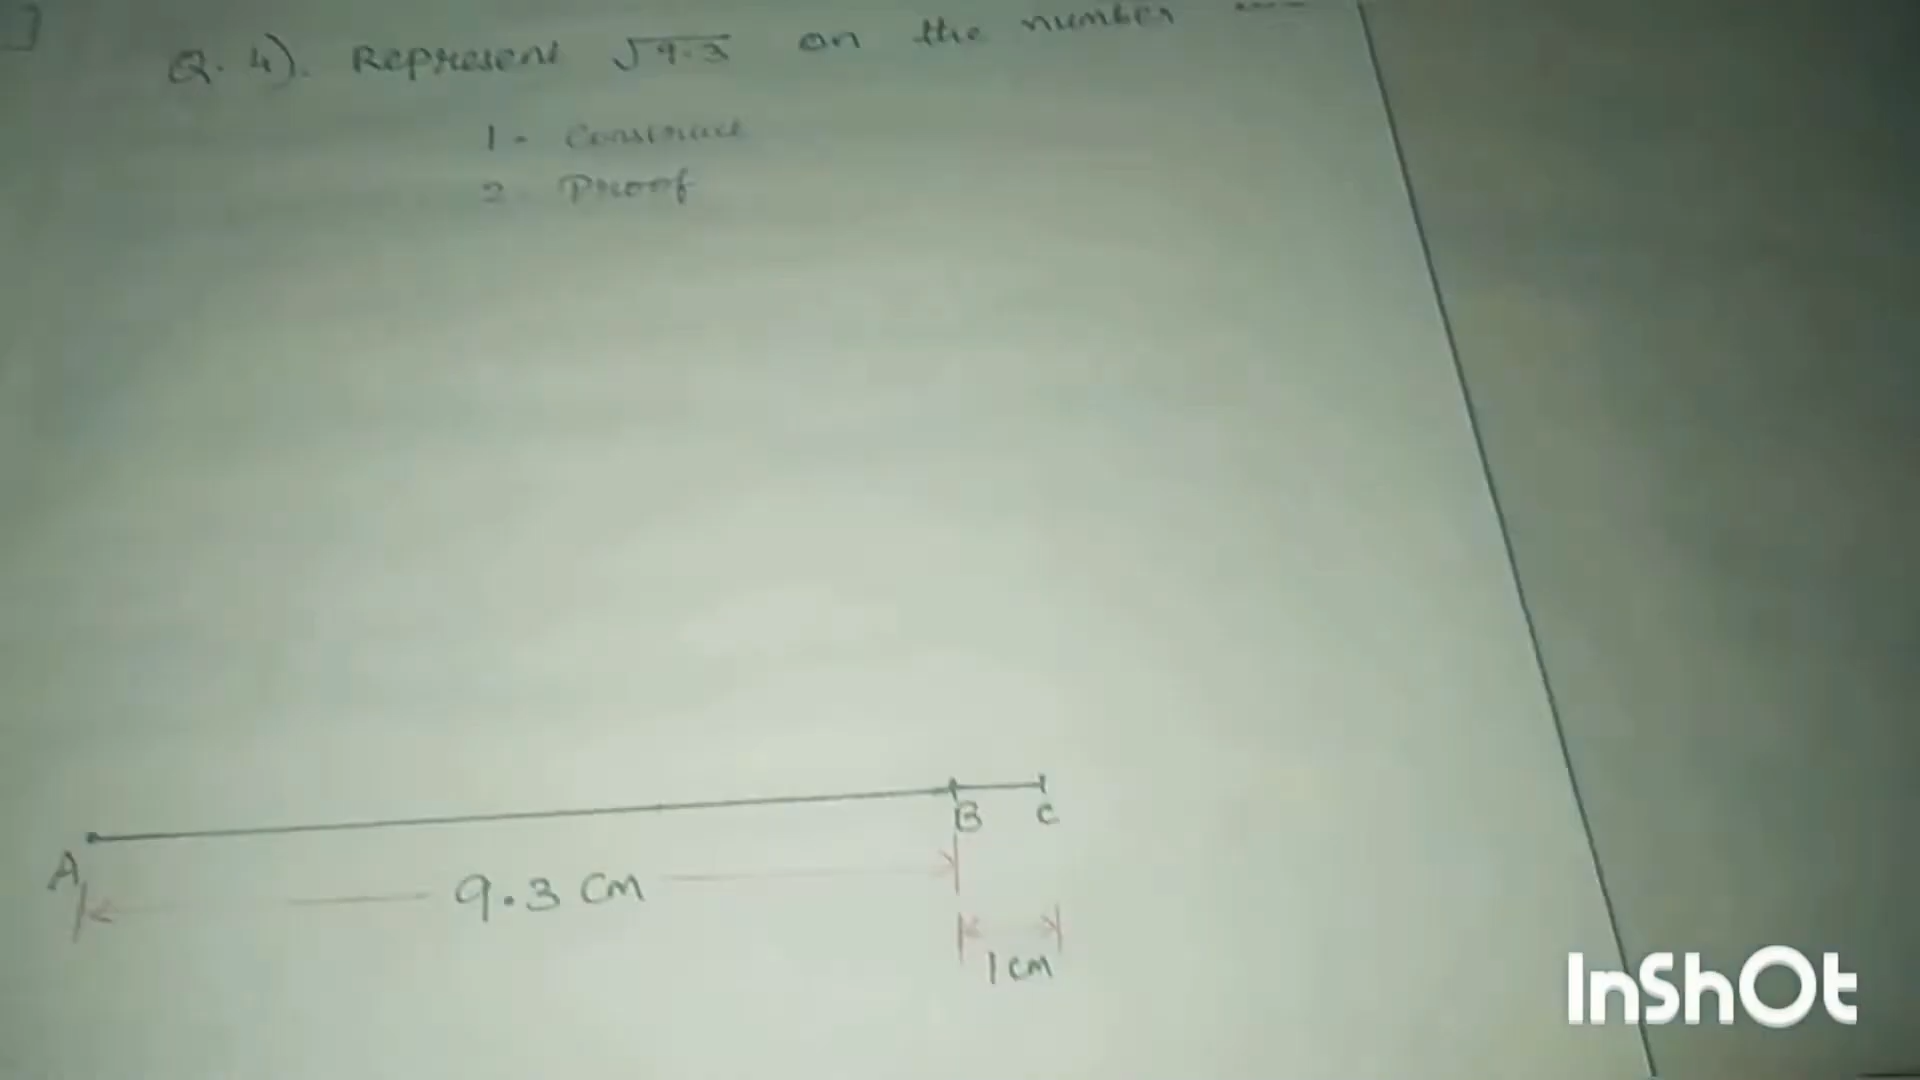 Q. 4). Represent √9.3 on the number
1. Construct
2. Proof
A B C
9.3 cm
1 cm
InShOt